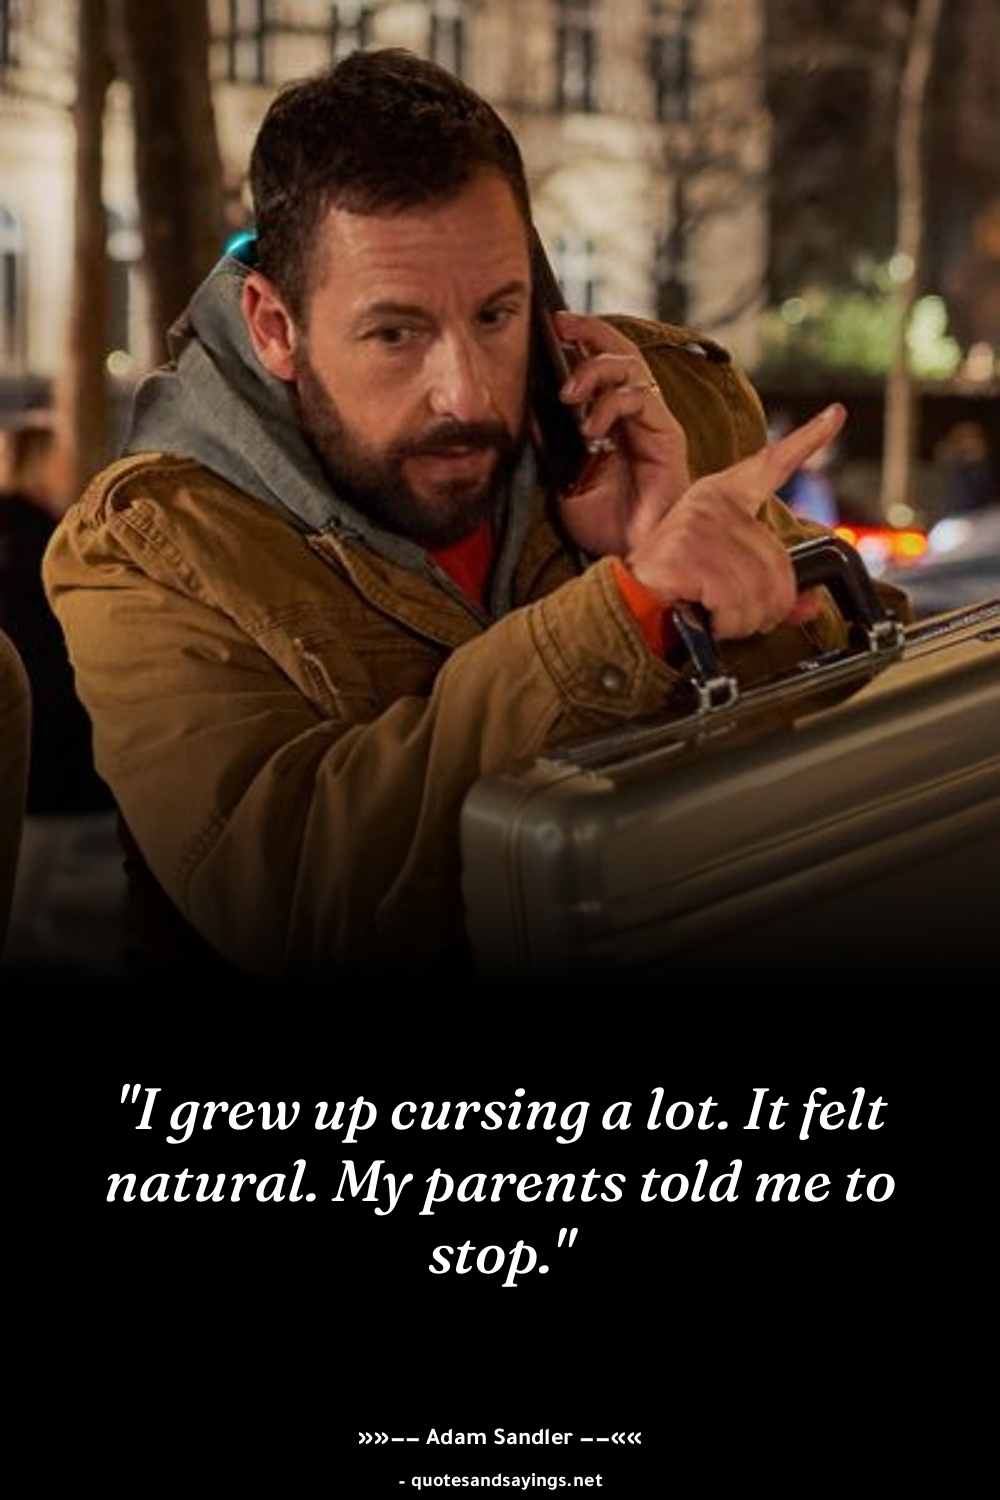 "I grew up cursing a lot. It felt
natural. My parents told me to
stop."
»»–– Adam Sandler ––««
- quotesandsayings.net